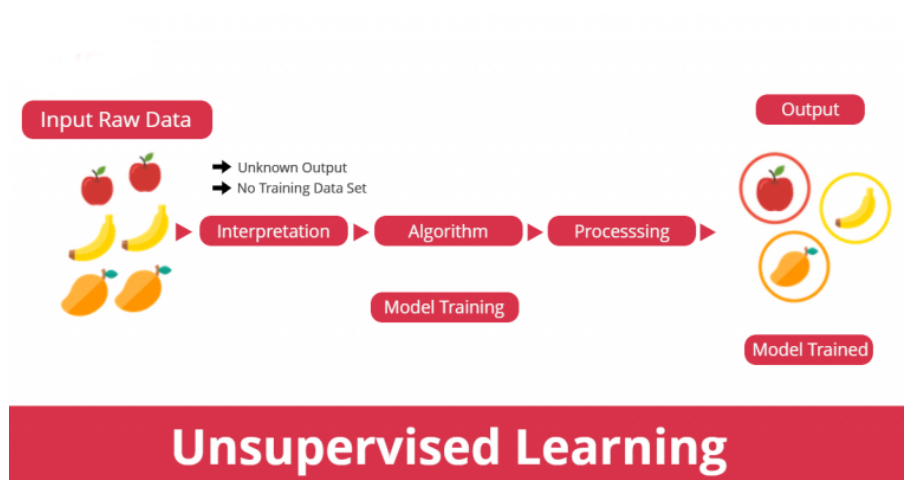 Input Raw Data
Output
Unknown Output
No Training Data Set
Interpretation
Algorithm
Processsing
Model Training
Model Trained
Unsupervised Learning